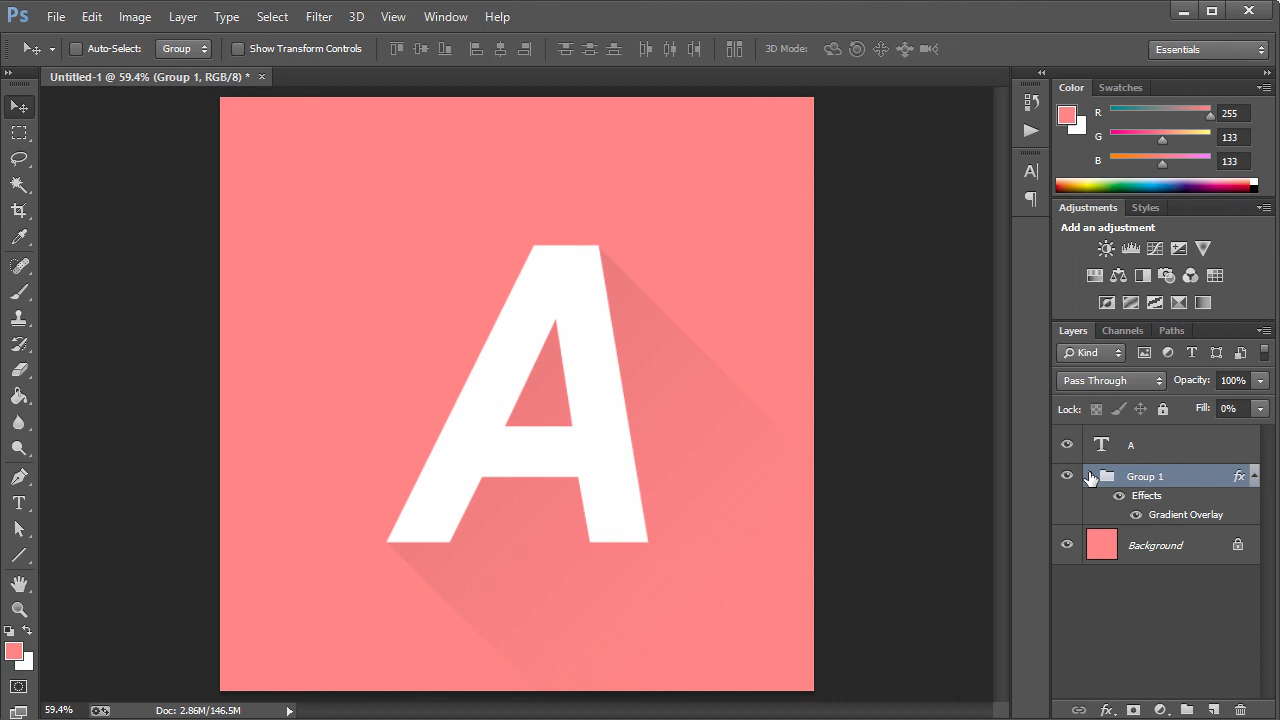 Ps File Edit Image Layer Type Select Filter 3D View Window Help
Auto-Select: Group Show Transform Controls 3D Mode: Essentials
Untitled-1 @ 59.4% (Group 1, RGB/8) * ×
Color Swatches
R 255
G 133
B 133
Adjustments Styles
Add an adjustment
A
Layers Channels Paths
Kind T
Pass Through Opacity: 100%
Lock: Fill: 0%
T A
Group 1 fx
Effects
Gradient Overlay
Background
T
59.4% Doc: 2.86M/146.5M fx